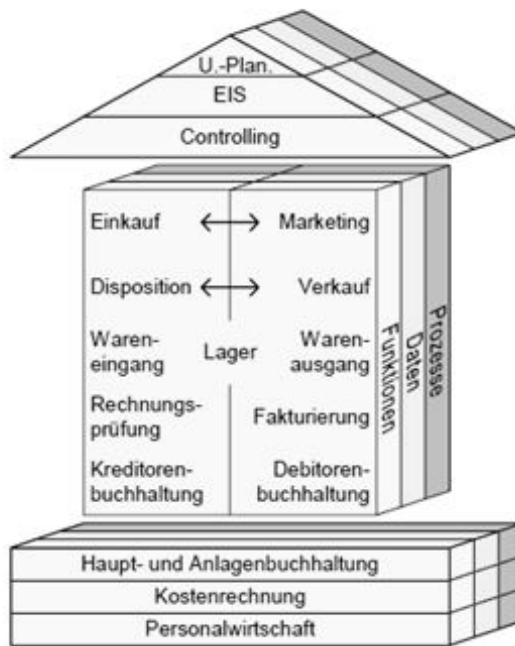 U.-Plan.
EIS
Controlling
Einkauf
Marketing
Disposition
Verkauf
Waren-
eingang
Lager
Waren-
ausgang
Rechnungs-
prüfung
Fakturierung
Kreditoren-
buchhaltung
Debitoren-
buchhaltung
Funktionen
Daten
Prozesse
Haupt- und Anlagenbuchhaltung
Kostenrechnung
Personalwirtschaft